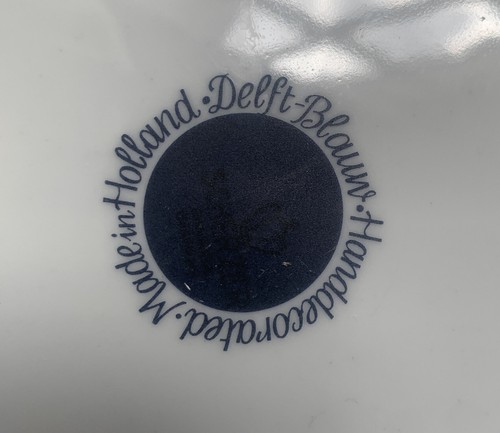 Delft-Blauw • Handdecorated • Made in Holland •